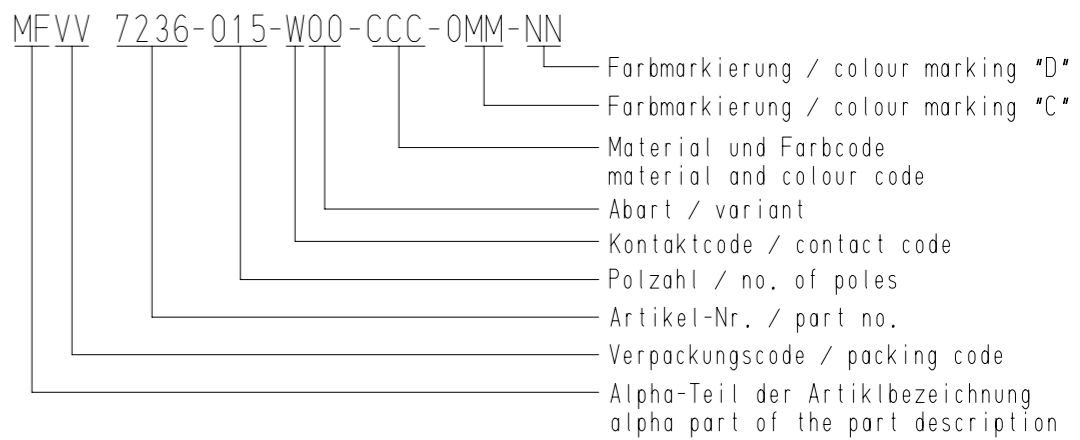 MFVV 7236-015-W00-CCC-0MM-NN
Farbmarkierung / colour marking "D"
Farbmarkierung / colour marking "C"
Material und Farbcode
material and colour code
Abart / variant
Kontaktcode / contact code
Polzahl / no. of poles
Artikel-Nr. / part no.
Verpackungscode / packing code
Alpha-Teil der Artiklbezeichnung
alpha part of the part description